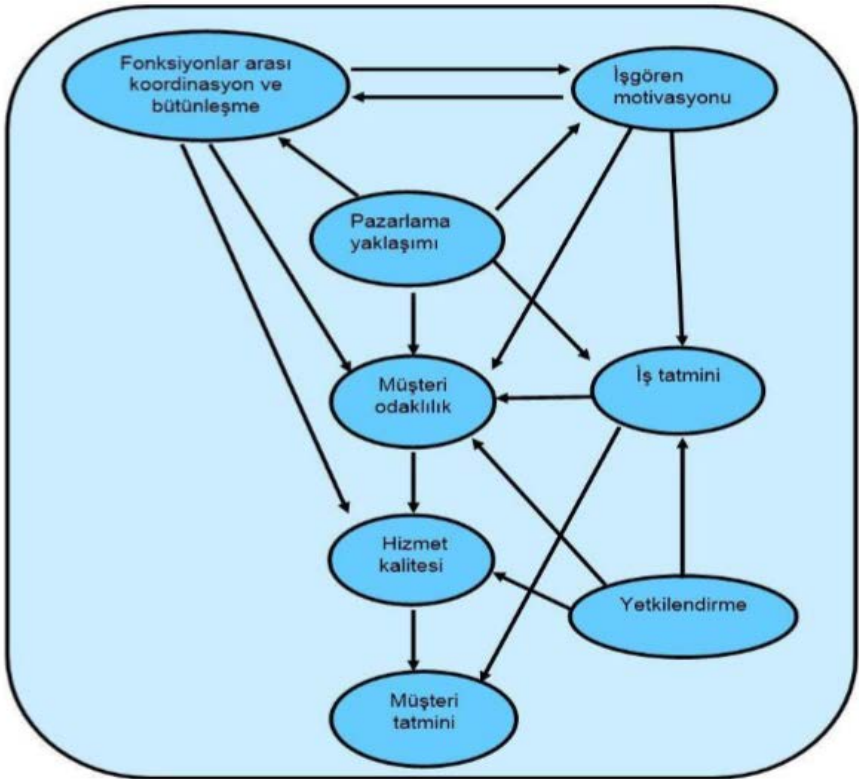 Fonksiyonlar arası
koordinasyon ve
bütünleşme
İşgören
motivasyonu
Pazarlama
yaklaşımı
Müşteri
odaklılık
İş tatmini
Hizmet
kalitesi
Yetkilendirme
Müşteri
tatmini